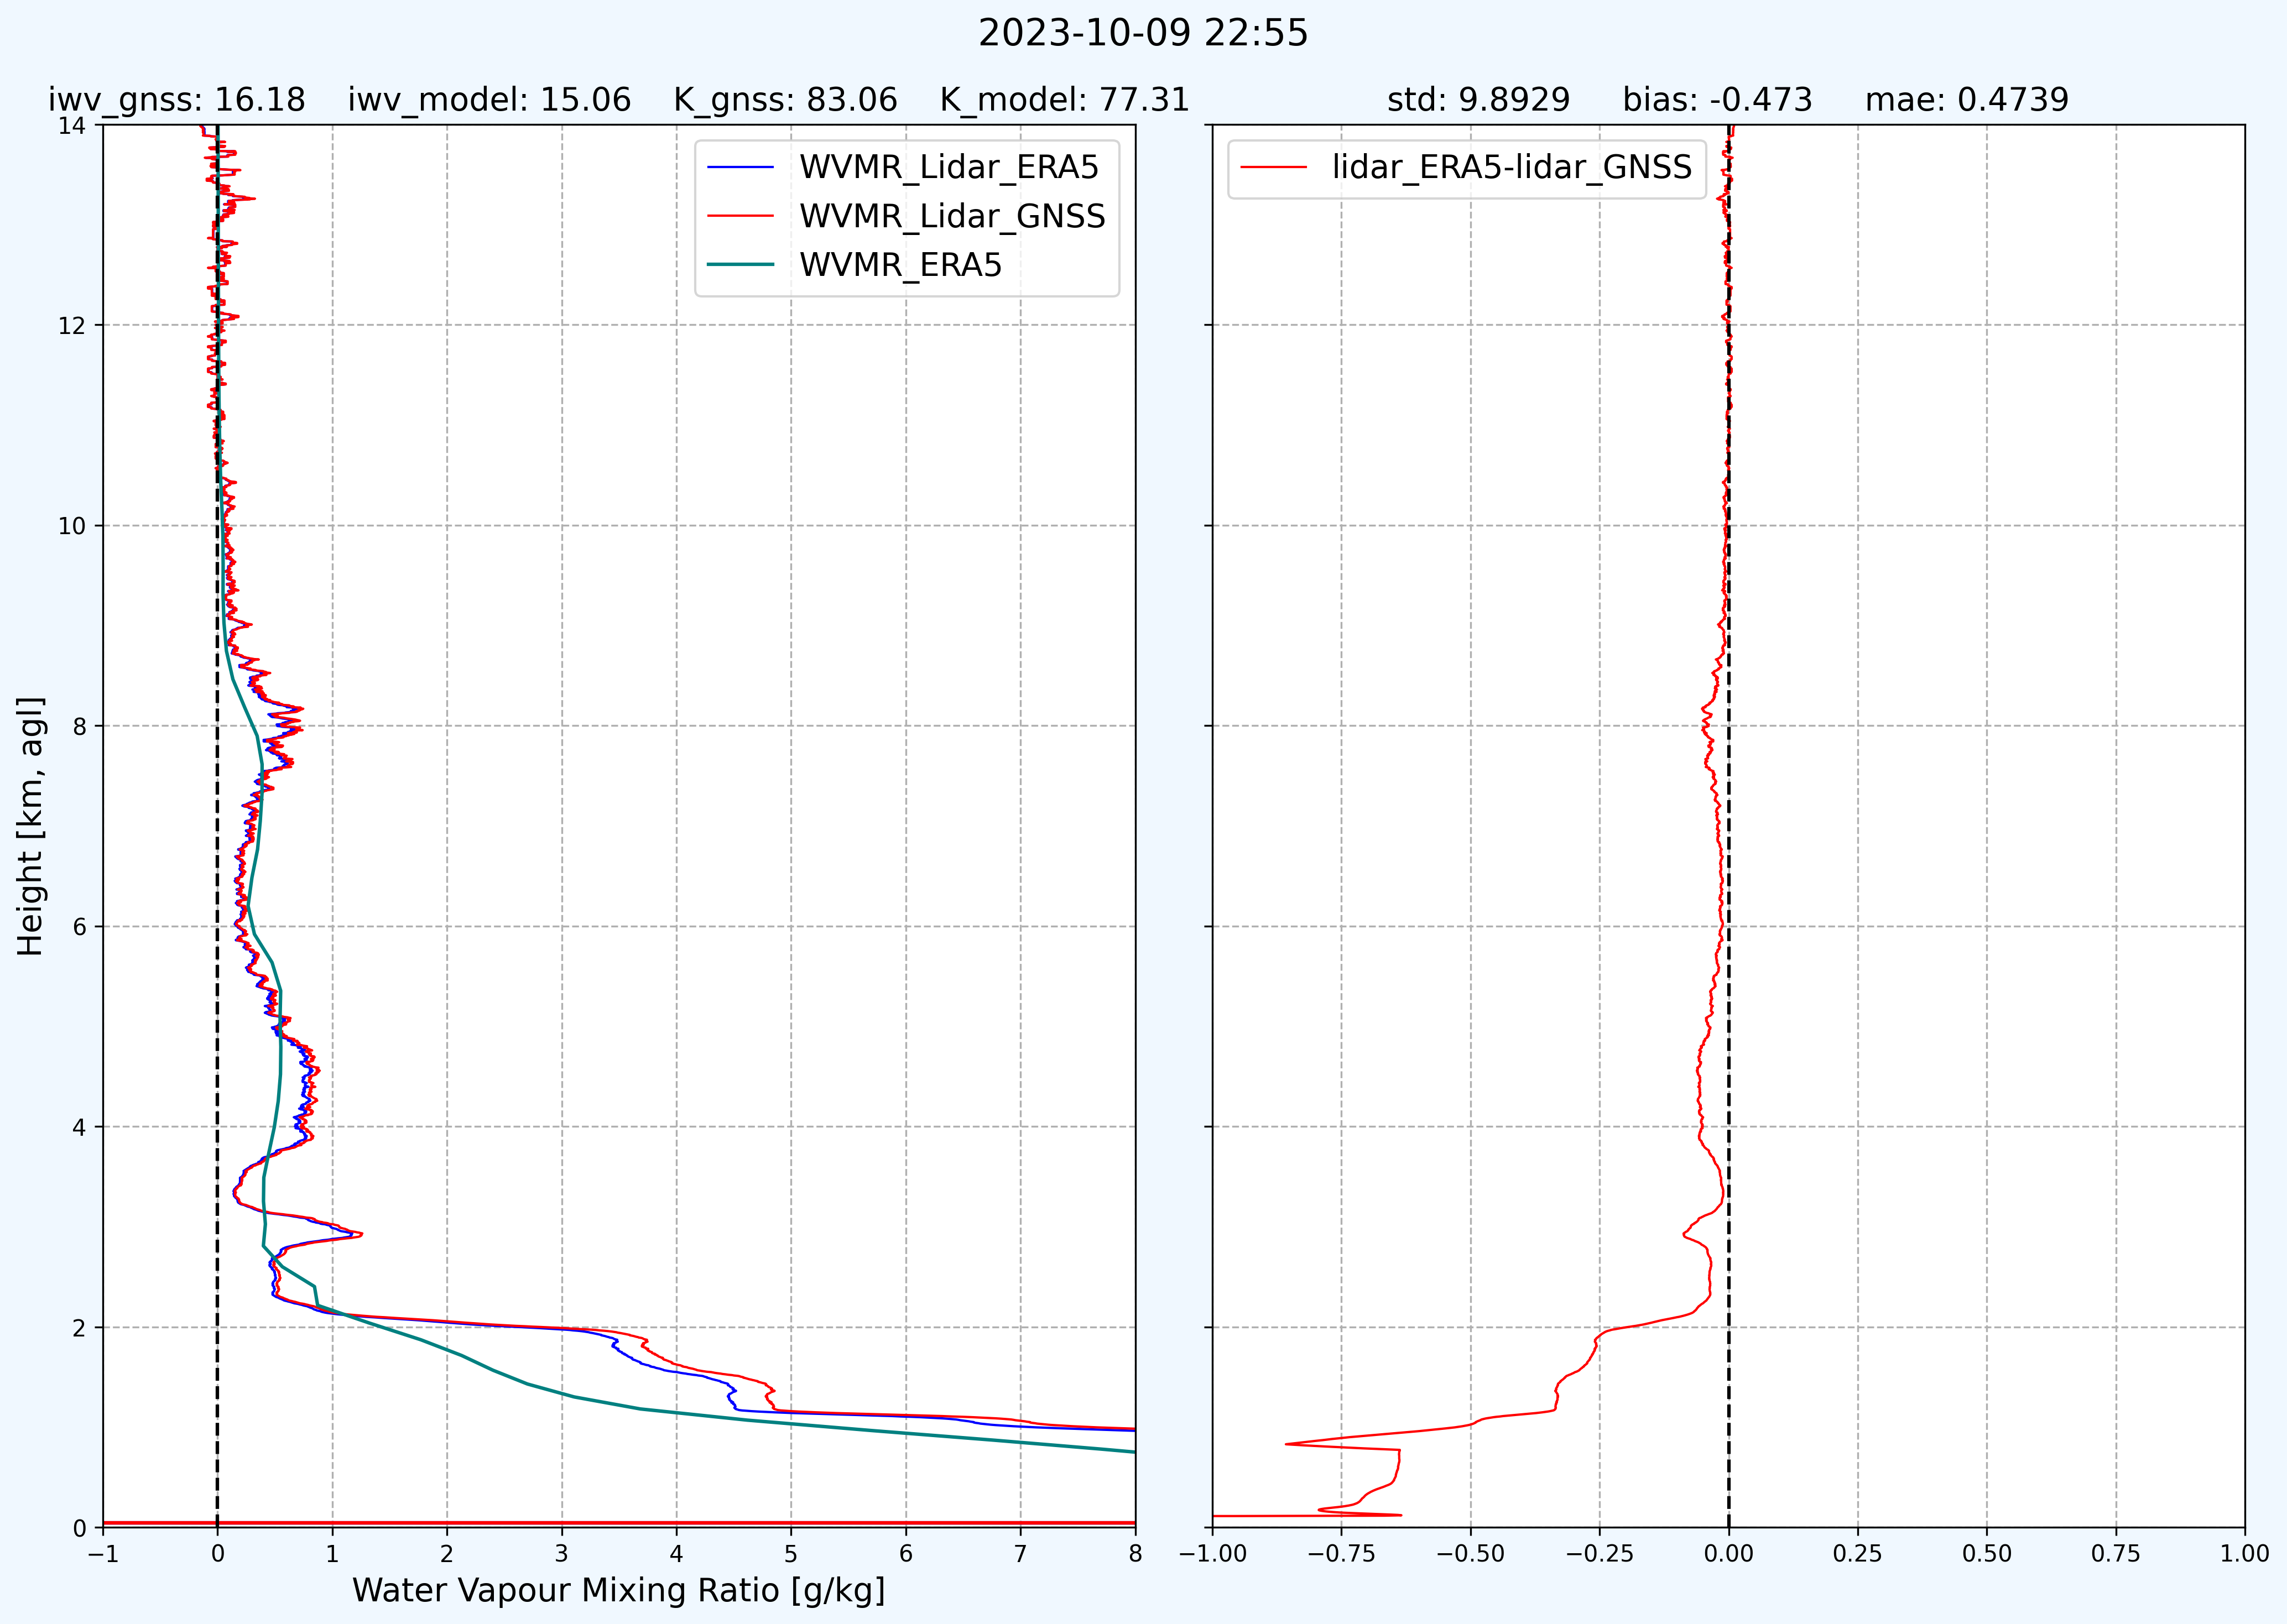 2023-10-09 22:55
iwv_gnss: 16.18 iwv_model: 15.06 K_gnss: 83.06 K_model: 77.31
std: 9.8929 bias: -0.473 mae: 0.4739
WVMR_Lidar_ERA5
WVMR_Lidar_GNSS
WVMR_ERA5
lidar_ERA5-lidar_GNSS
Height [km, agl]
14
12
10
8
6
4
2
0
−1 0 1 2 3 4 5 6 7 8
Water Vapour Mixing Ratio [g/kg]
−1.00 −0.75 −0.50 −0.25 0.00 0.25 0.50 0.75 1.00